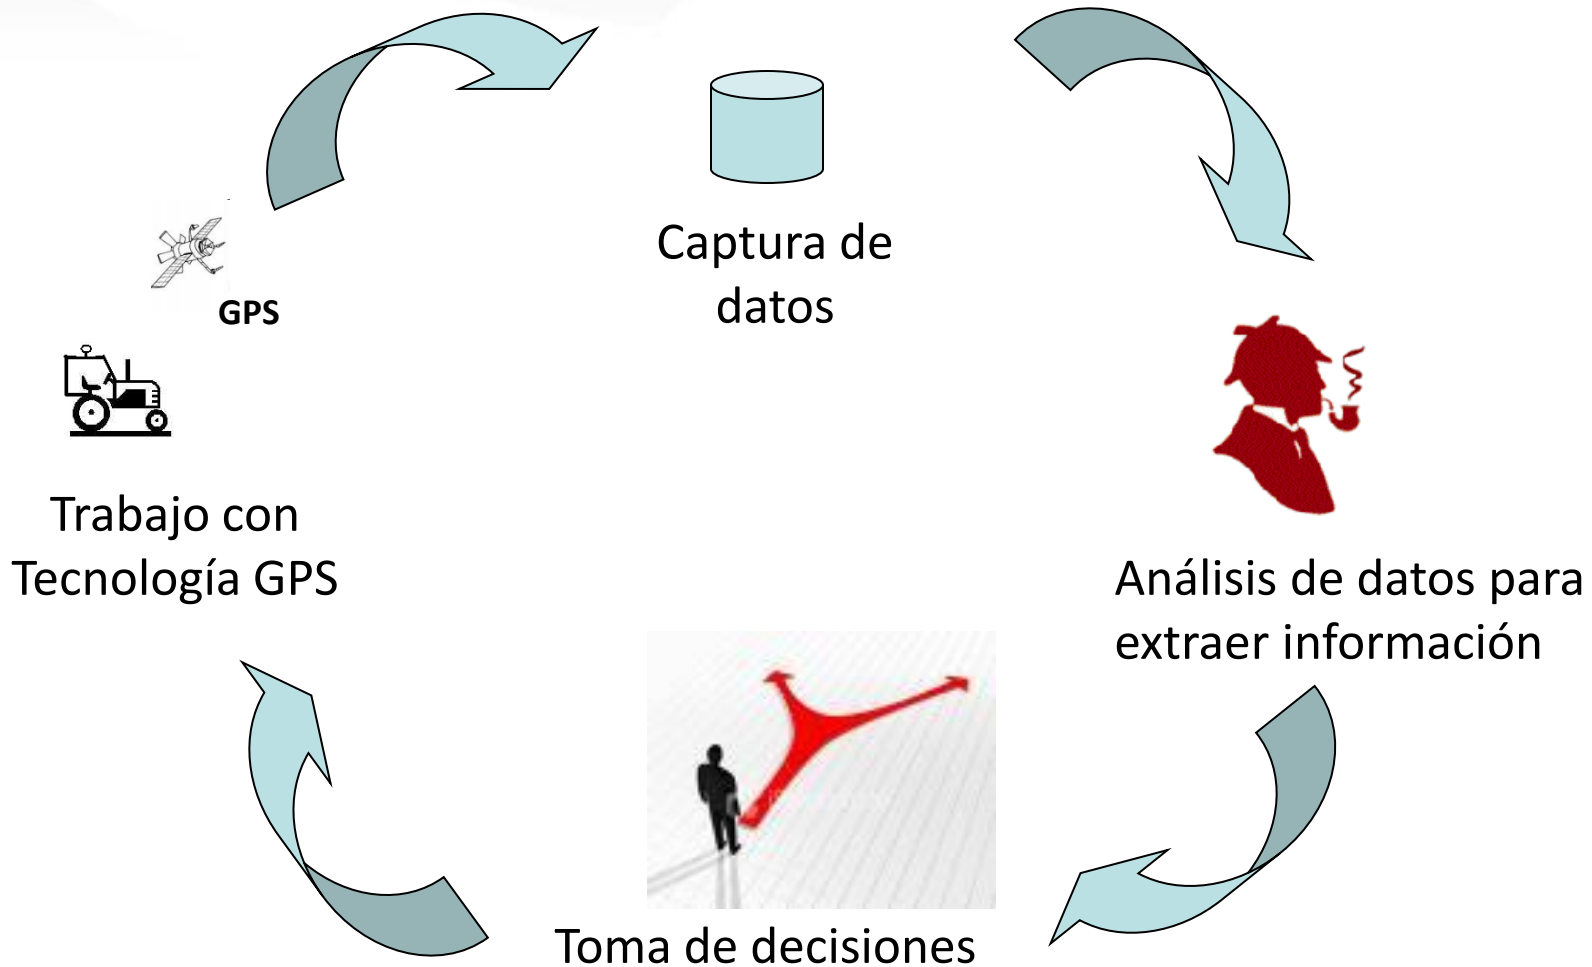 Captura de
datos
GPS
Trabajo con
Tecnología GPS
Análisis de datos para
extraer información
Toma de decisiones